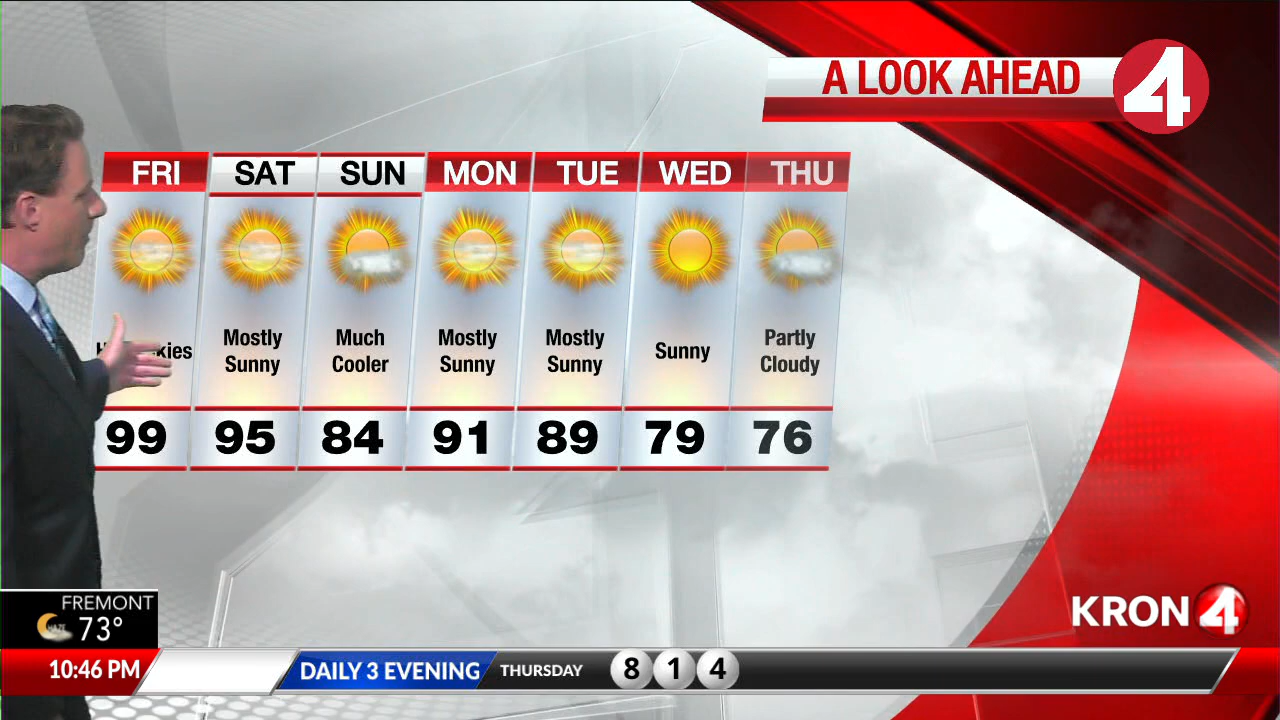 A LOOK AHEAD 4
FRI SAT SUN MON TUE WED THU
Mostly Sunny
Much Cooler
Mostly Sunny
Mostly Sunny
Sunny
Partly Cloudy
99 95 84 91 89 79 76
FREMONT
HAZE 73°
KRON 4
10:46 PM DAILY 3 EVENING THURSDAY 8 1 4